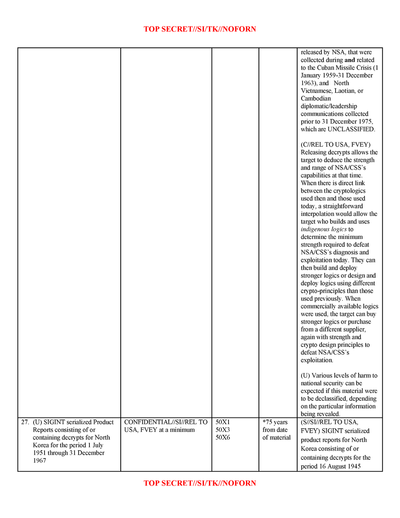 TOP SECRET//SI/TK//NOFORN
released by NSA, that were
collected during and related
to the Cuban Missile Crisis (1
January 1959-31 December
1963), and North
Vietnamese, Laotian, or
Cambodian
diplomatic/leadership
communications collected
prior to 31 December 1975,
which are UNCLASSIFIED.
(C//REL TO USA, FVEY)
Releasing decrypts allows the
target to deduce the strength
and range of NSA/CSS’s
capabilities at that time.
When there is direct link
between the cryptologics
used then and those used
today, a straightforward
interpolation would allow the
target who builds and uses
indigenous logics to
determine the minimum
strength required to defeat
NSA/CSS’s diagnosis and
exploitation today. They can
then build and deploy
stronger logics or design and
deploy logics using different
crypto-principles than those
used previously. When
commercially available logics
were used, the target can buy
stronger logics or purchase
from a different supplier,
again with strength and
crypto design principles to
defeat NSA/CSS’s
exploitation.
(U) Various levels of harm to
national security can be
expected if this material were
to be declassified, depending
on the particular information
being revealed.
27. (U) SIGINT serialized Product
Reports consisting of or
containing decrypts for North
Korea for the period 1 July
1951 through 31 December
1967
CONFIDENTIAL//SI//REL TO
USA, FVEY at a minimum
50X1
50X3
50X6
*75 years
from date
of material
(S//SI//REL TO USA,
FVEY) SIGINT serialized
product reports for North
Korea consisting of or
containing decrypts for the
period 16 August 1945
TOP SECRET//SI/TK//NOFORN